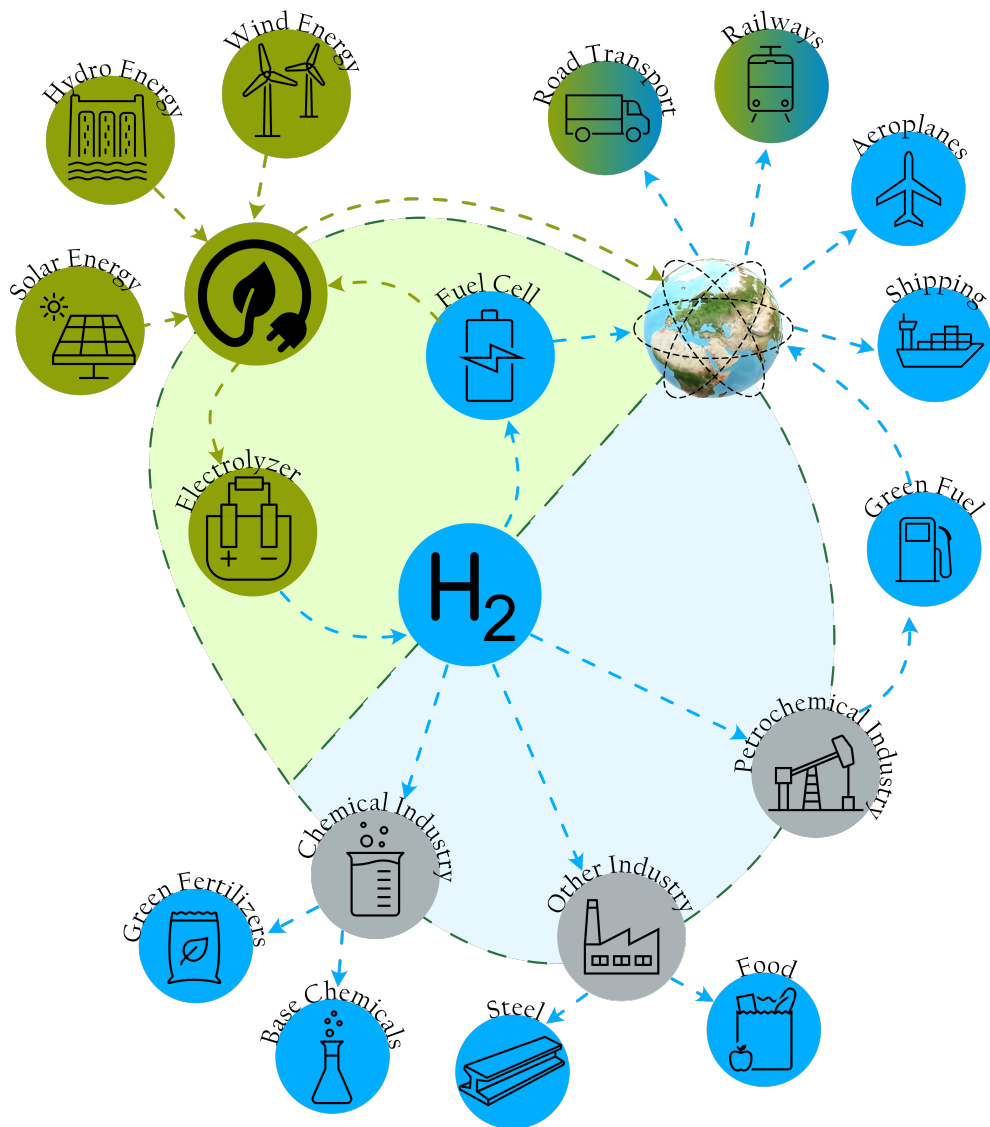 Wind Energy
Railways
Hydro Energy
Road Transport
Aeroplanes
Solar Energy
Fuel Cell
Shipping
Electrolyzer
+ −
Green Fuel
H2
Petrochemical Industry
Chemical Industry
Other Industry
Green Fertilizers
Base Chemicals
Steel
Food